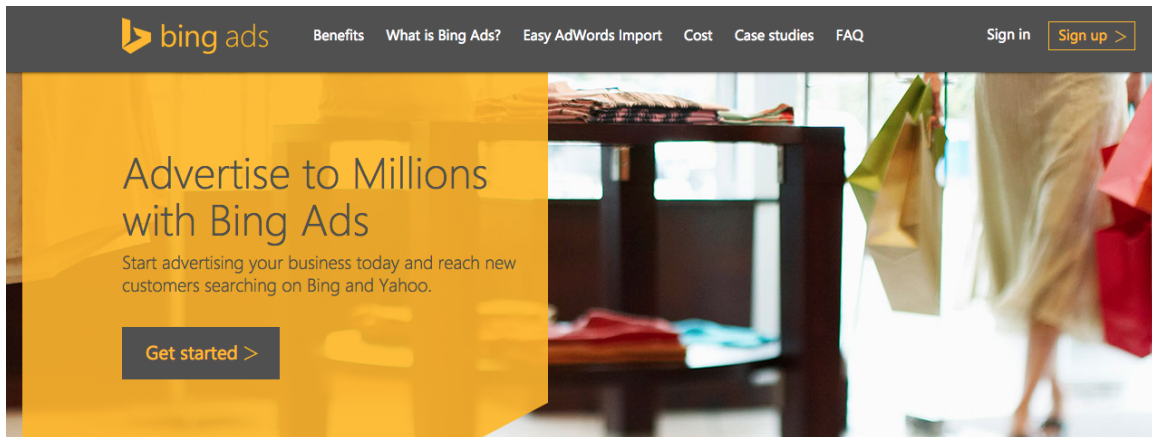 bing ads
Benefits What is Bing Ads? Easy AdWords Import Cost Case studies FAQ
Sign in Sign up >
Advertise to Millions
with Bing Ads
Start advertising your business today and reach new
customers searching on Bing and Yahoo.
Get started >